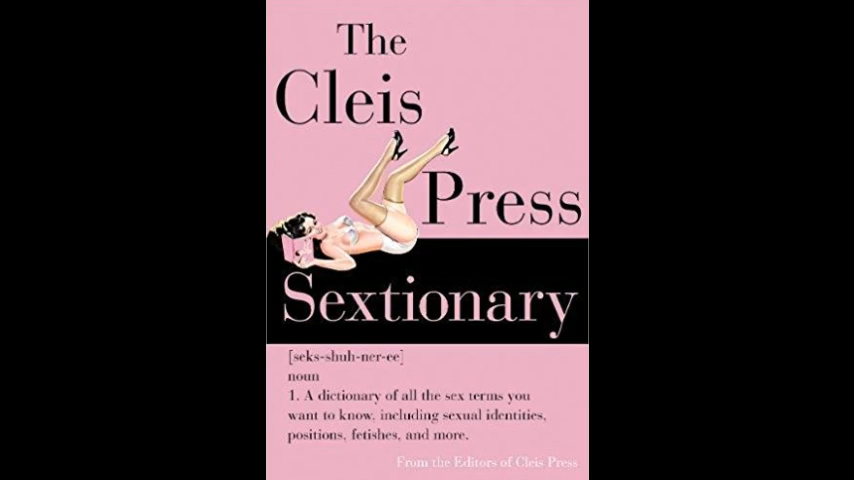 The
Cleis
Press
Sextionary
[seks-shuh-ner-ee]
noun
1. A dictionary of all the sex terms you
want to know, including sexual identities,
positions, fetishes, and more.
From the Editors of Cleis Press